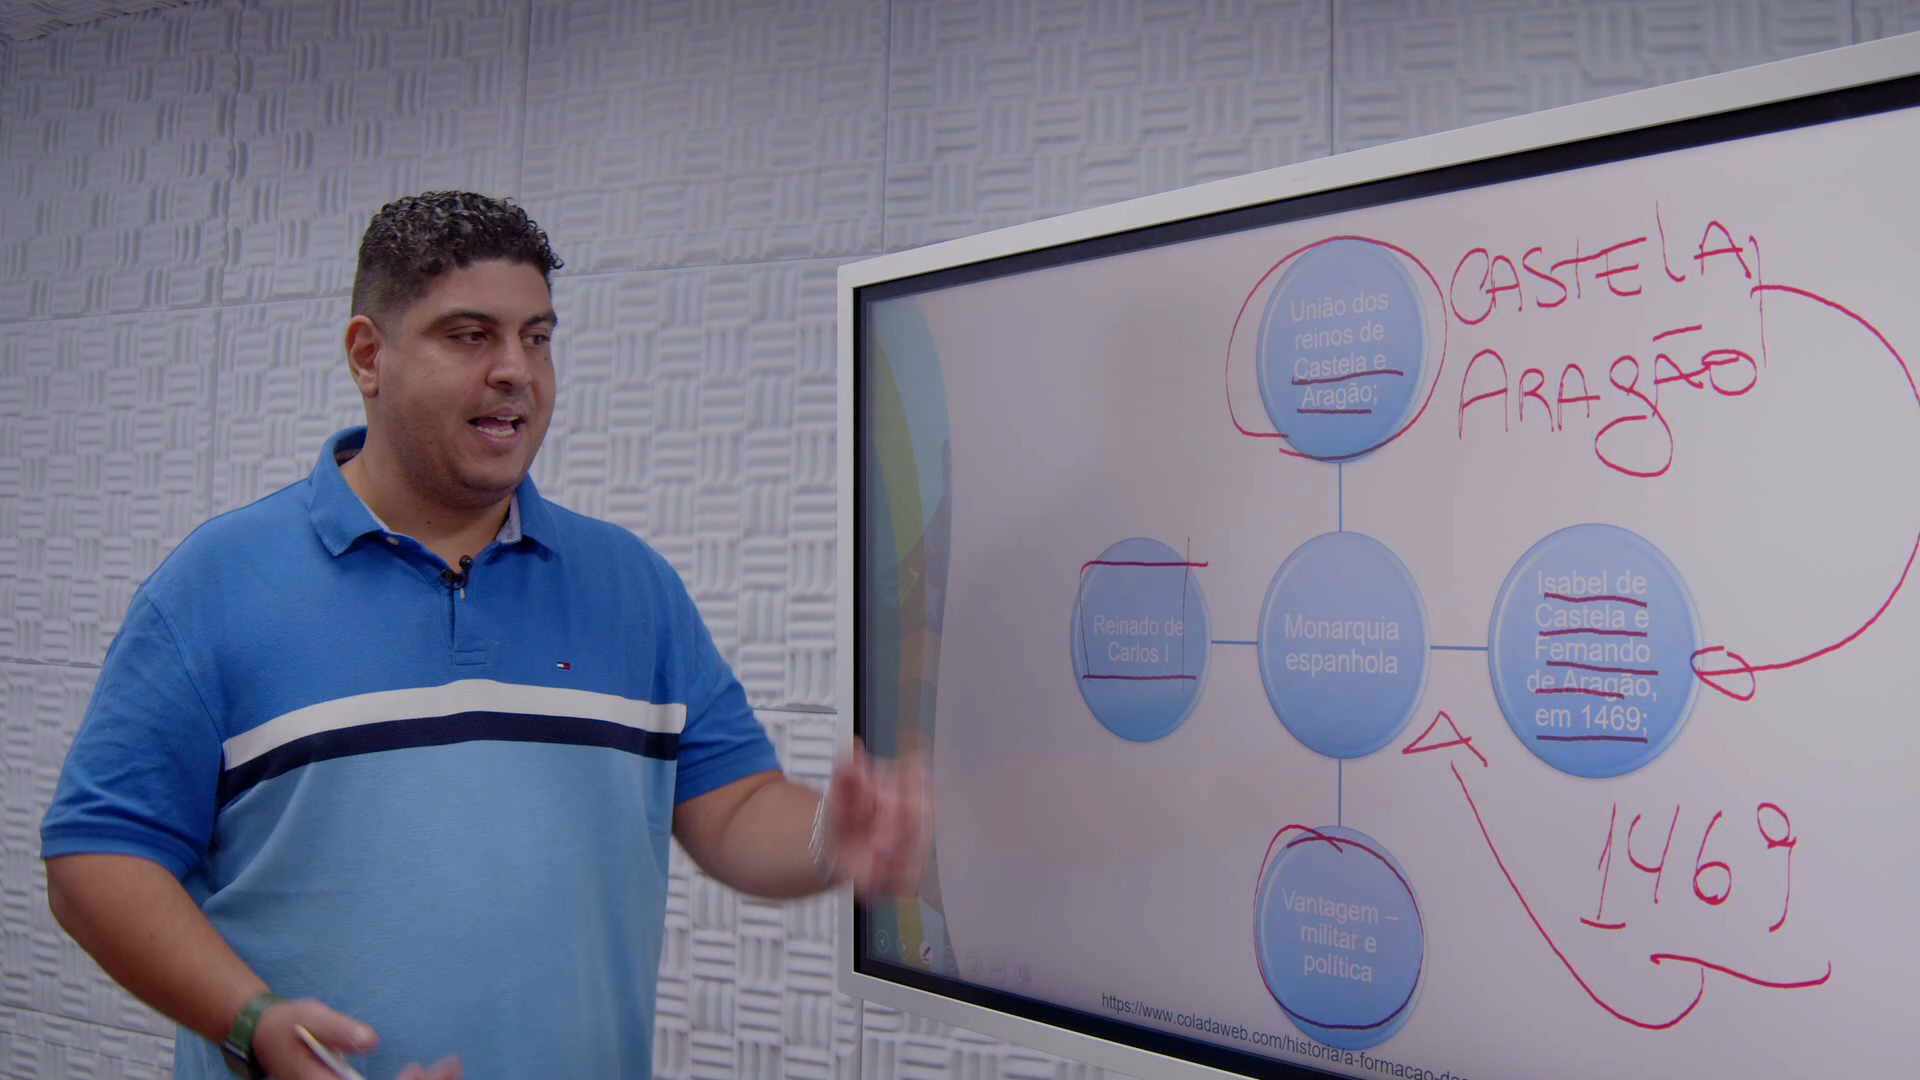 União dos
reinos de
Castela e
Aragão;
CASTELA
ARAGÃO
Reinado de
Carlos I
Monarquia
espanhola
Isabel de
Castela e
Fernando
de Aragão,
em 1469;
1469
Vantagem –
militar e
política
https://www.coladaweb.com/historia/a-formacao-da